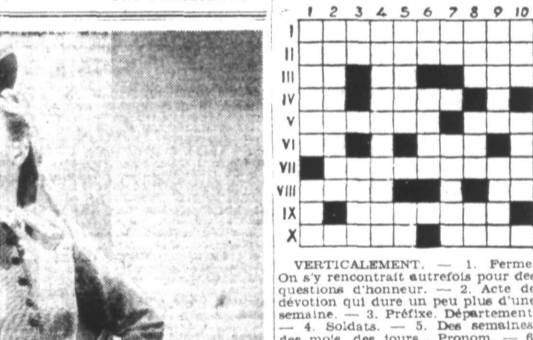 1 2 3 4 5 6 7 8 9 10
I
II
III
IV
V
VI
VII
VIII
IX
X
VERTICALEMENT. — 1. Ferme
On s'y rencontrait autrefois pour des
questions d'honneur. — 2. Acte de
dévotion qui dure un peu plus d'une
semaine. — 3. Préfixe. Département
— 4. Soldats. — 5. Des semaines
des mois, des jours. Pronom. — 6